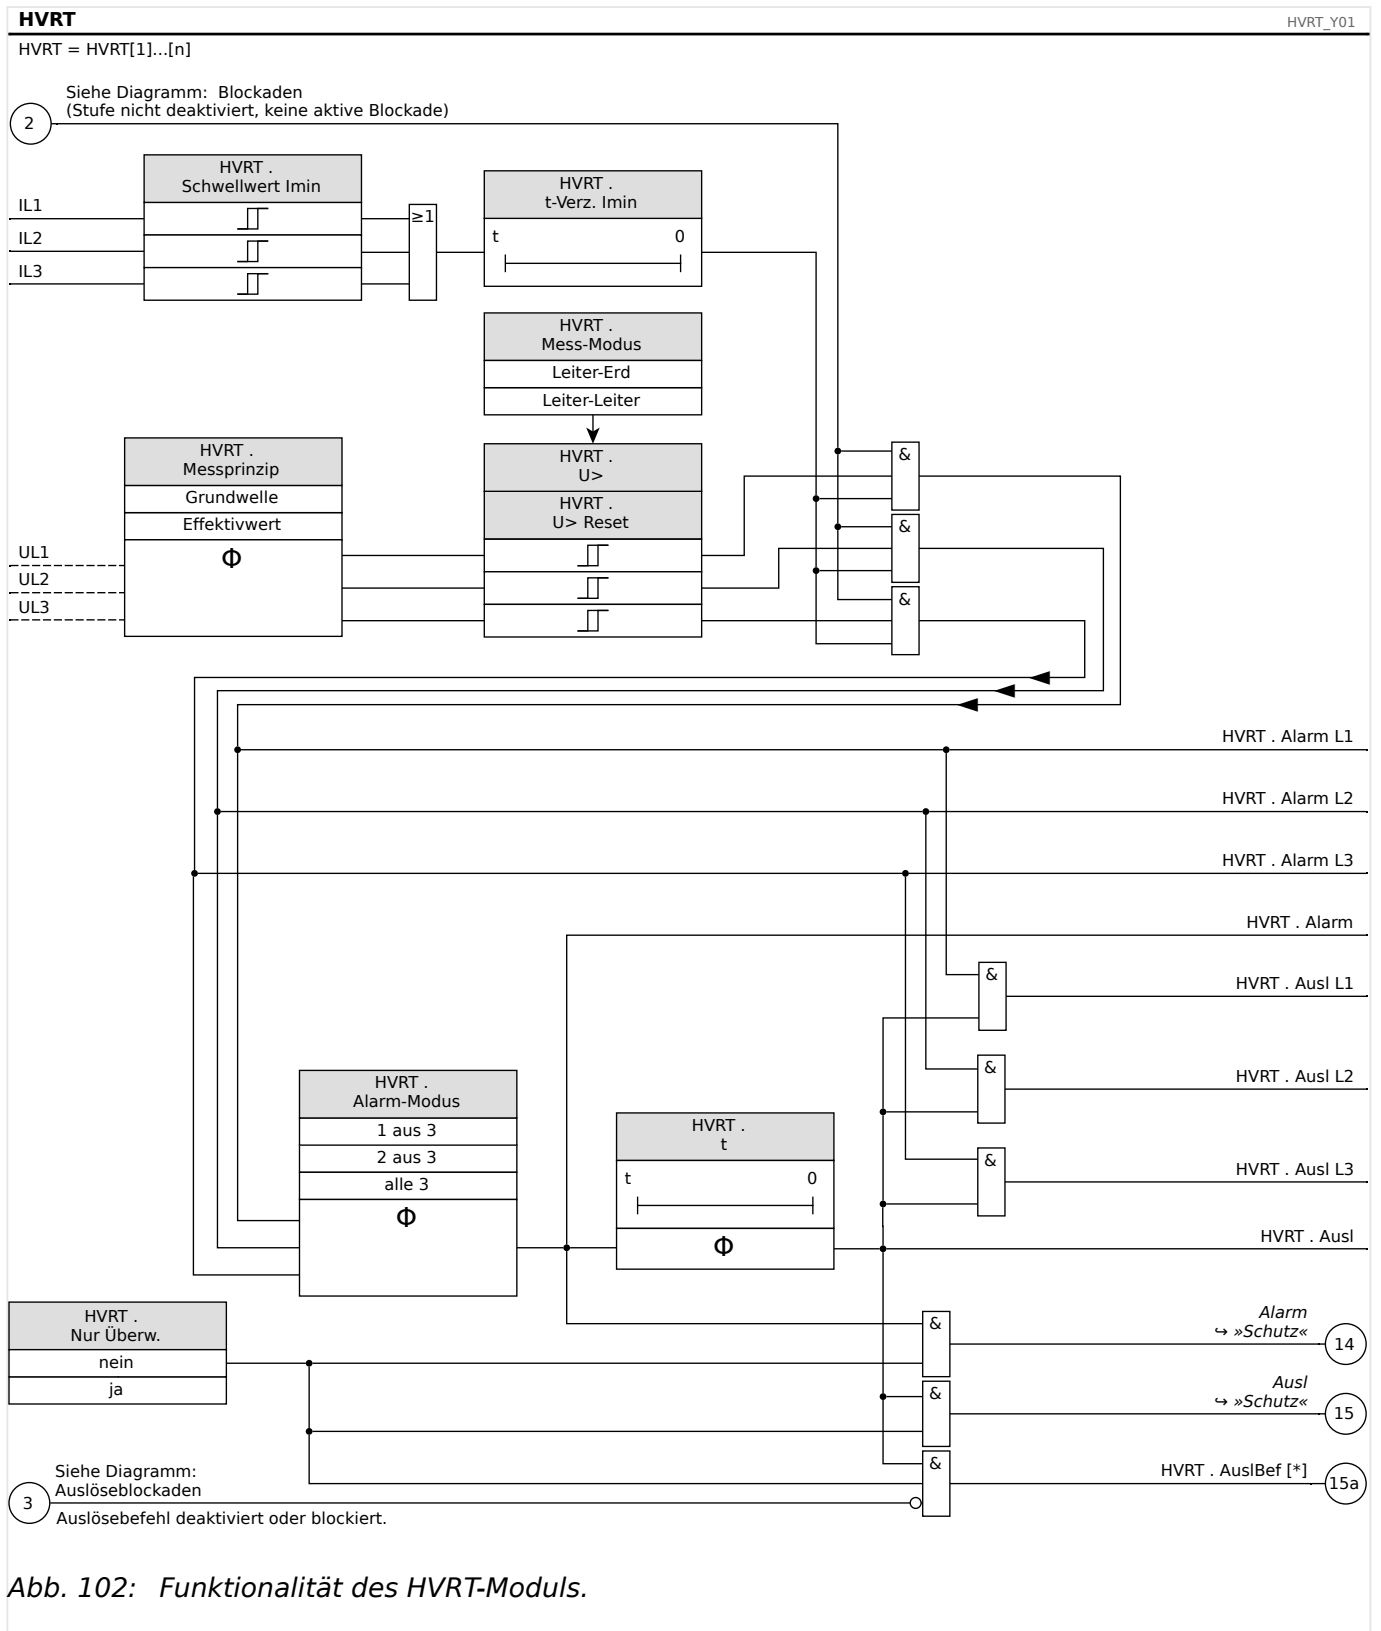 HVRT
HVRT_Y01
HVRT = HVRT[1]...[n]
Siehe Diagramm: Blockaden
(Stufe nicht deaktiviert, keine aktive Blockade)
2
HVRT .
Schwellwert Imin
IL1
IL2
IL3
≥1
HVRT .
t-Verz. Imin
t 0
HVRT .
Mess-Modus
Leiter-Erd
Leiter-Leiter
HVRT .
Messprinzip
Grundwelle
Effektivwert
Φ
UL1
UL2
UL3
HVRT .
U>
HVRT .
U> Reset
&
&
&
HVRT . Alarm L1
HVRT . Alarm L2
HVRT . Alarm L3
HVRT . Alarm
&
HVRT . Ausl L1
&
HVRT . Ausl L2
&
HVRT . Ausl L3
HVRT .
Alarm-Modus
1 aus 3
2 aus 3
alle 3
Φ
HVRT .
t
t 0
Φ
HVRT . Ausl
HVRT .
Nur Überw.
nein
ja
&
Alarm
↪ »Schutz«
14
&
Ausl
↪ »Schutz«
15
&
HVRT . AuslBef [*]
15a
Siehe Diagramm:
Auslöseblockaden
3
Auslösebefehl deaktiviert oder blockiert.
Abb. 102: Funktionalität des HVRT-Moduls.